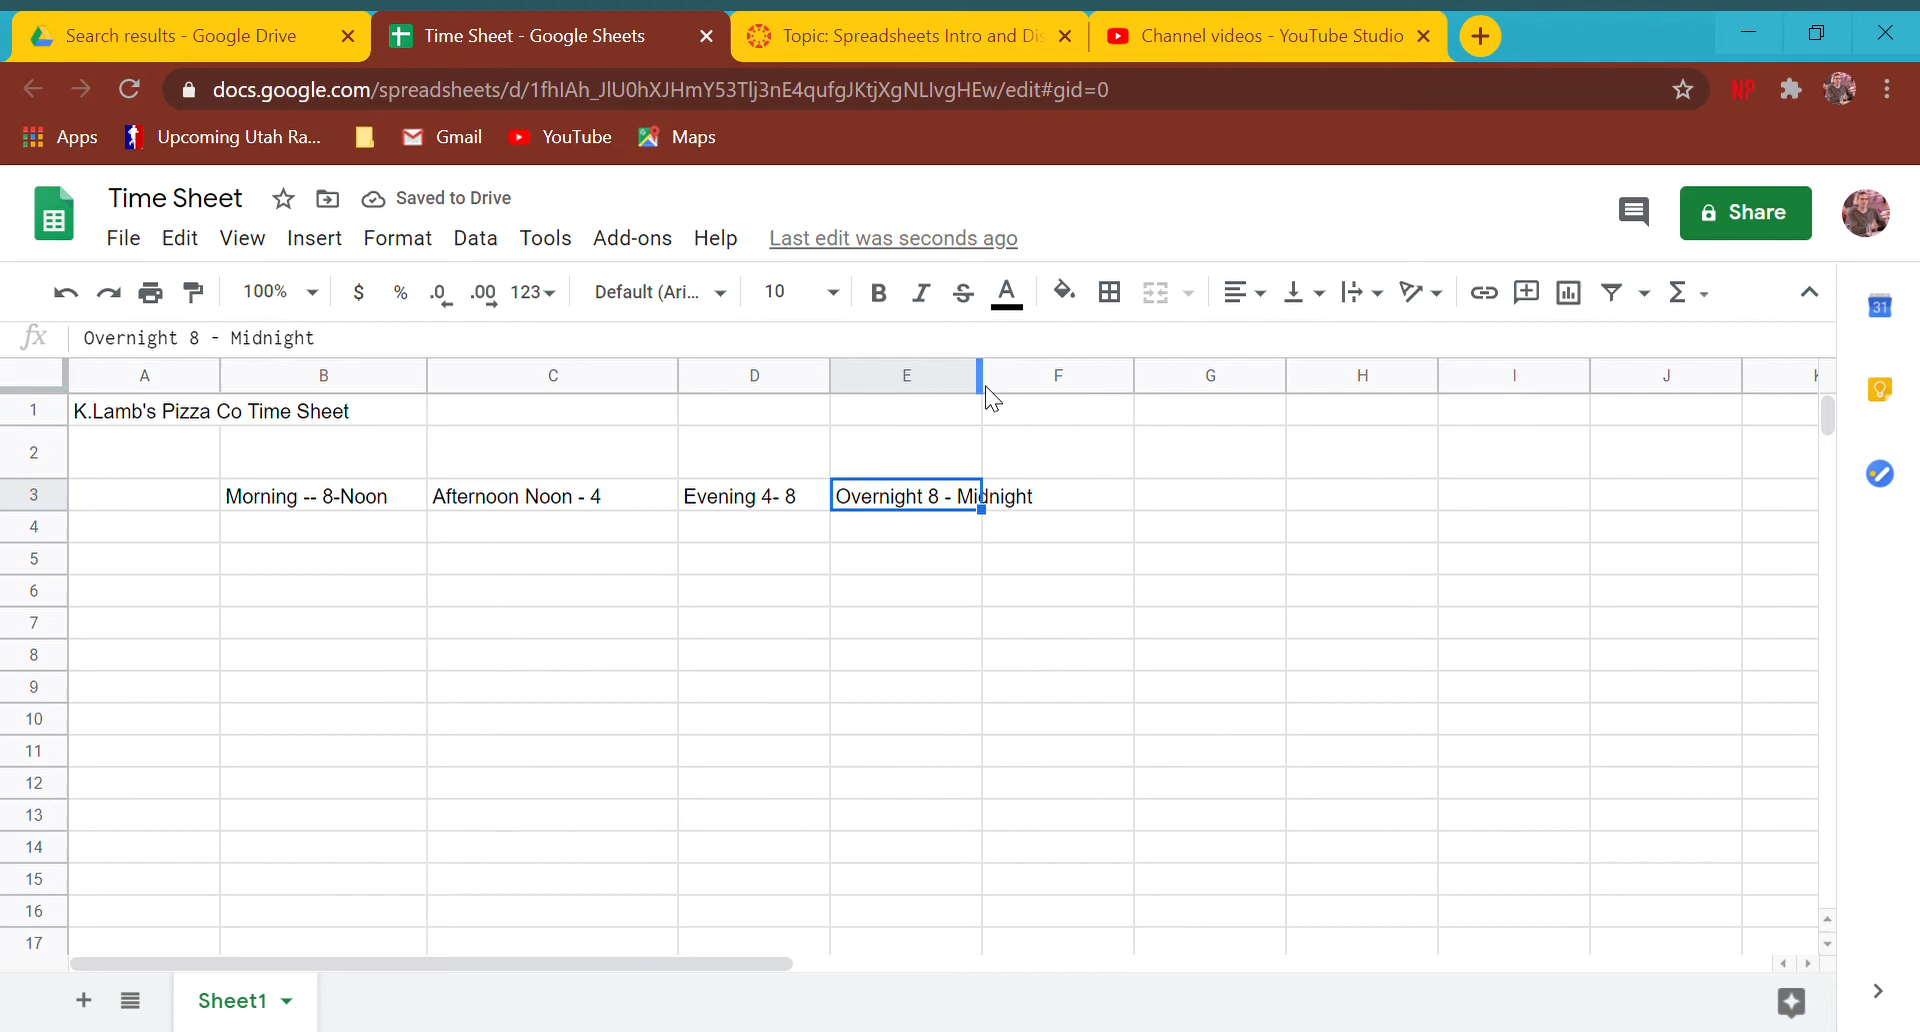 Search results - Google Drive
Time Sheet - Google Sheets
Topic: Spreadsheets Intro and Dis
Channel videos - YouTube Studio
docs.google.com/spreadsheets/d/1fhIAh_JlU0hXJHmY53Tlj3nE4qufgJKtjXgNLIvgHEw/edit#gid=0
NP
Apps
Upcoming Utah Ra...
Gmail
YouTube
Maps
Time Sheet
Saved to Drive
Share
File Edit View Insert Format Data Tools Add-ons Help Last edit was seconds ago
100% $ % .0 .00 123 Default (Ari... 10 B I S A Σ
31
fx Overnight 8 - Midnight
A B C D E F G H I J
1 K.Lamb's Pizza Co Time Sheet
2
3 Morning -- 8-Noon Afternoon Noon - 4 Evening 4- 8 Overnight 8 - Midnight
4
5
6
7
8
9
10
11
12
13
14
15
16
17
Sheet1